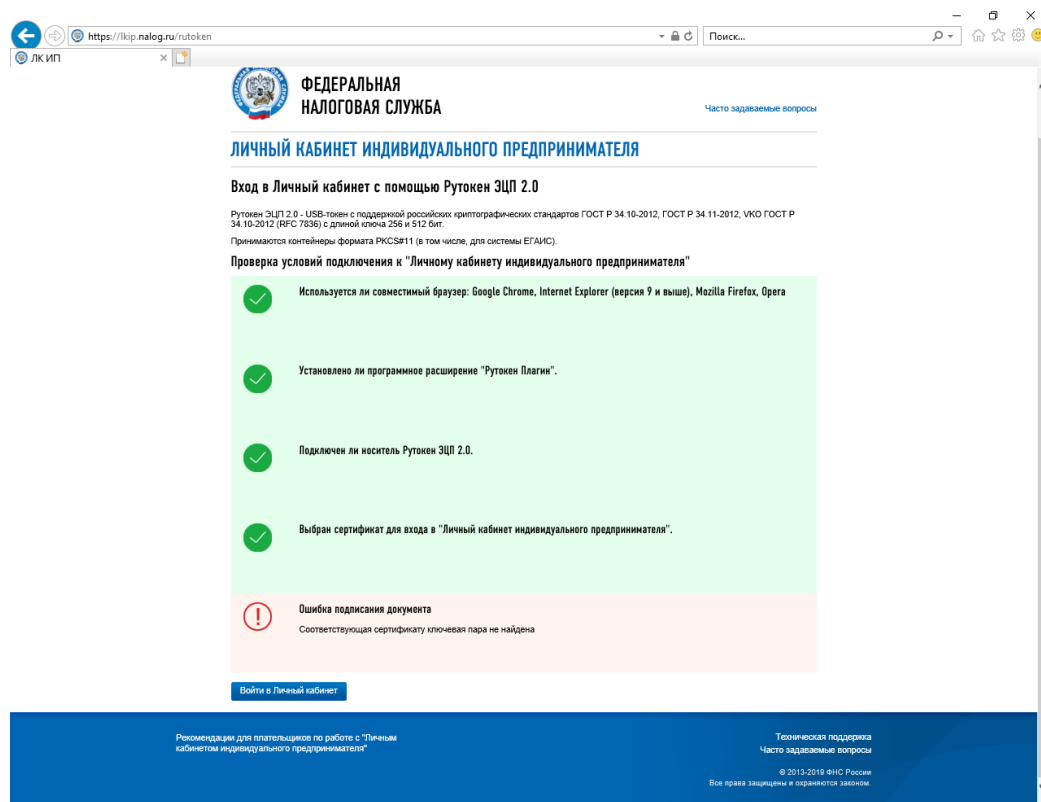 https://lkip.nalog.ru/rutoken
Поиск...
ЛК ИП
ФЕДЕРАЛЬНАЯ
НАЛОГОВАЯ СЛУЖБА
Часто задаваемые вопросы
ЛИЧНЫЙ КАБИНЕТ ИНДИВИДУАЛЬНОГО ПРЕДПРИНИМАТЕЛЯ
Вход в Личный кабинет с помощью Рутокен ЭЦП 2.0
Рутокен ЭЦП 2.0 - USB-токен с поддержкой российских криптографических стандартов ГОСТ Р 34.10-2012, ГОСТ Р 34.11-2012, VKO ГОСТ Р
34.10-2012 (RFC 7836) с длиной ключа 256 и 512 бит.
Принимаются контейнеры формата PKCS#11 (в том числе, для системы ЕГАИС).
Проверка условий подключения к "Личному кабинету индивидуального предпринимателя"
Используется ли совместимый браузер: Google Chrome, Internet Explorer (версия 9 и выше), Mozilla Firefox, Opera
Установлено ли программное расширение "Рутокен Плагин".
Подключен ли носитель Рутокен ЭЦП 2.0.
Выбран сертификат для входа в "Личный кабинет индивидуального предпринимателя".
Ошибка подписания документа
Соответствующая сертификату ключевая пара не найдена
Войти в Личный кабинет
Рекомендации для плательщиков по работе с "Личным
кабинетом индивидуального предпринимателя"
Техническая поддержка
Часто задаваемые вопросы
© 2013-2019 ФНС России
Все права защищены и охраняются законом.